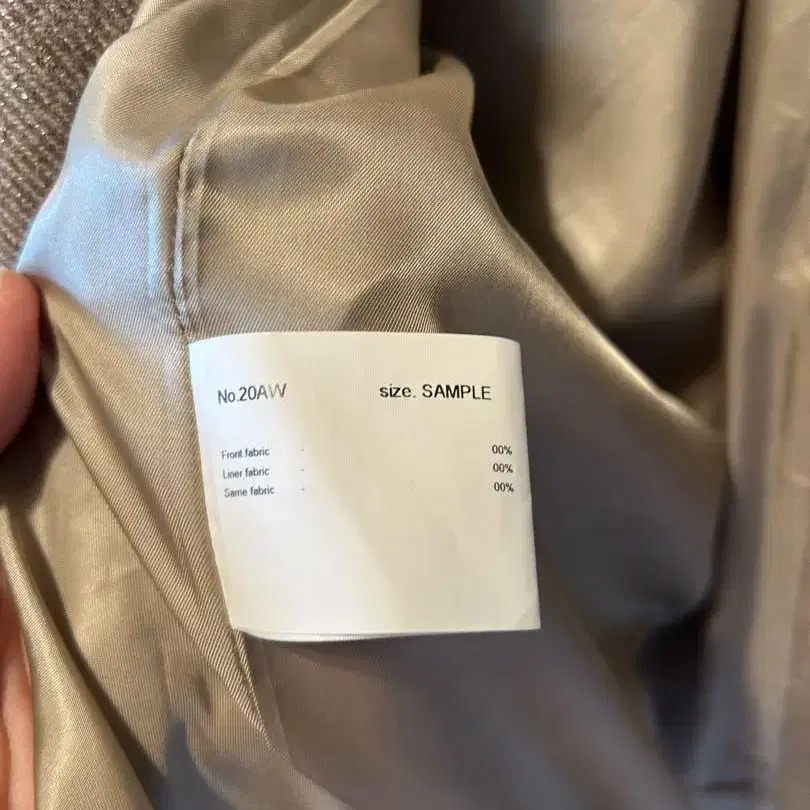 No.20AW size. SAMPLE
Front fabric - 00%
Liner fabric - 00%
Same fabric - 00%